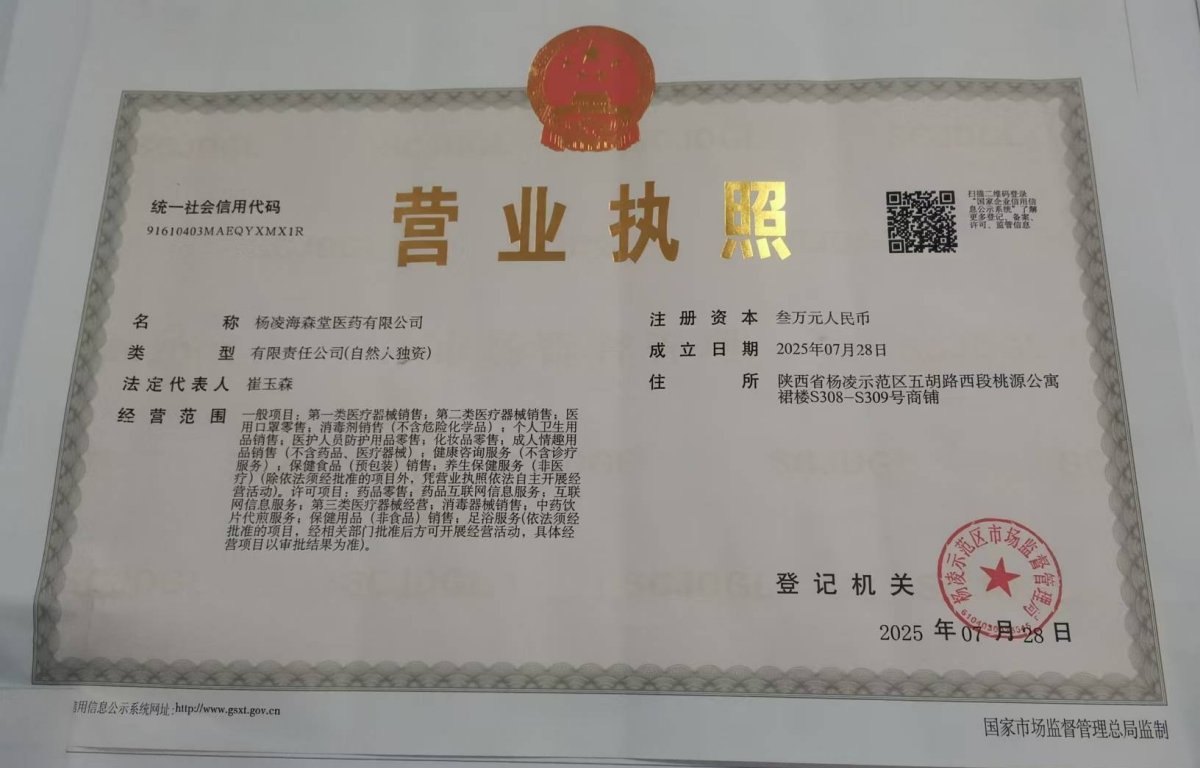 营业执照
统一社会信用代码
91610403MAEQYXMX1R
扫描二维码登录
“国家企业信用信
息公示系统”了解
更多登记、备案、
许可、监管信息
名称 杨凌海森堂医药有限公司
类型 有限责任公司(自然人独资)
法定代表人 崔玉森
经营范围 一般项目：第一类医疗器械销售；第二类医疗器械销售；医
用口罩零售；消毒剂销售（不含危险化学品）；个人卫生用
品销售；医护人员防护用品零售；化妆品零售；成人情趣用
品销售（不含药品、医疗器械）；健康咨询服务（不含诊疗
服务）；保健食品（预包装）销售；养生保健服务（非医
疗）(除依法须经批准的项目外，凭营业执照依法自主开展经
营活动)。许可项目：药品零售；药品互联网信息服务；互联
网信息服务；第三类医疗器械经营；消毒器械销售；中药饮
片代煎服务；保健用品（非食品）销售；足浴服务(依法须经
批准的项目，经相关部门批准后方可开展经营活动，具体经
营项目以审批结果为准)。
注册资本 叁万元人民币
成立日期 2025年07月28日
住所 陕西省杨凌示范区五胡路西段桃源公寓
裙楼S308-S309号商铺
登记机关
杨凌示范区市场监督管理局
2025 年 07 月 28 日
信用信息公示系统网址：http://www.gsxt.gov.cn
国家市场监督管理总局监制